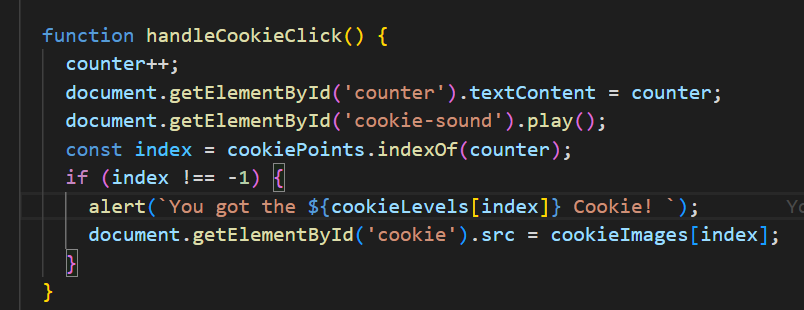 function handleCookieClick() {
counter++;
document.getElementById('counter').textContent = counter;
document.getElementById('cookie-sound').play();
const index = cookiePoints.indexOf(counter);
if (index !== -1) {
alert(`You got the ${cookieLevels[index]} Cookie! `);
document.getElementById('cookie').src = cookieImages[index];
}
}